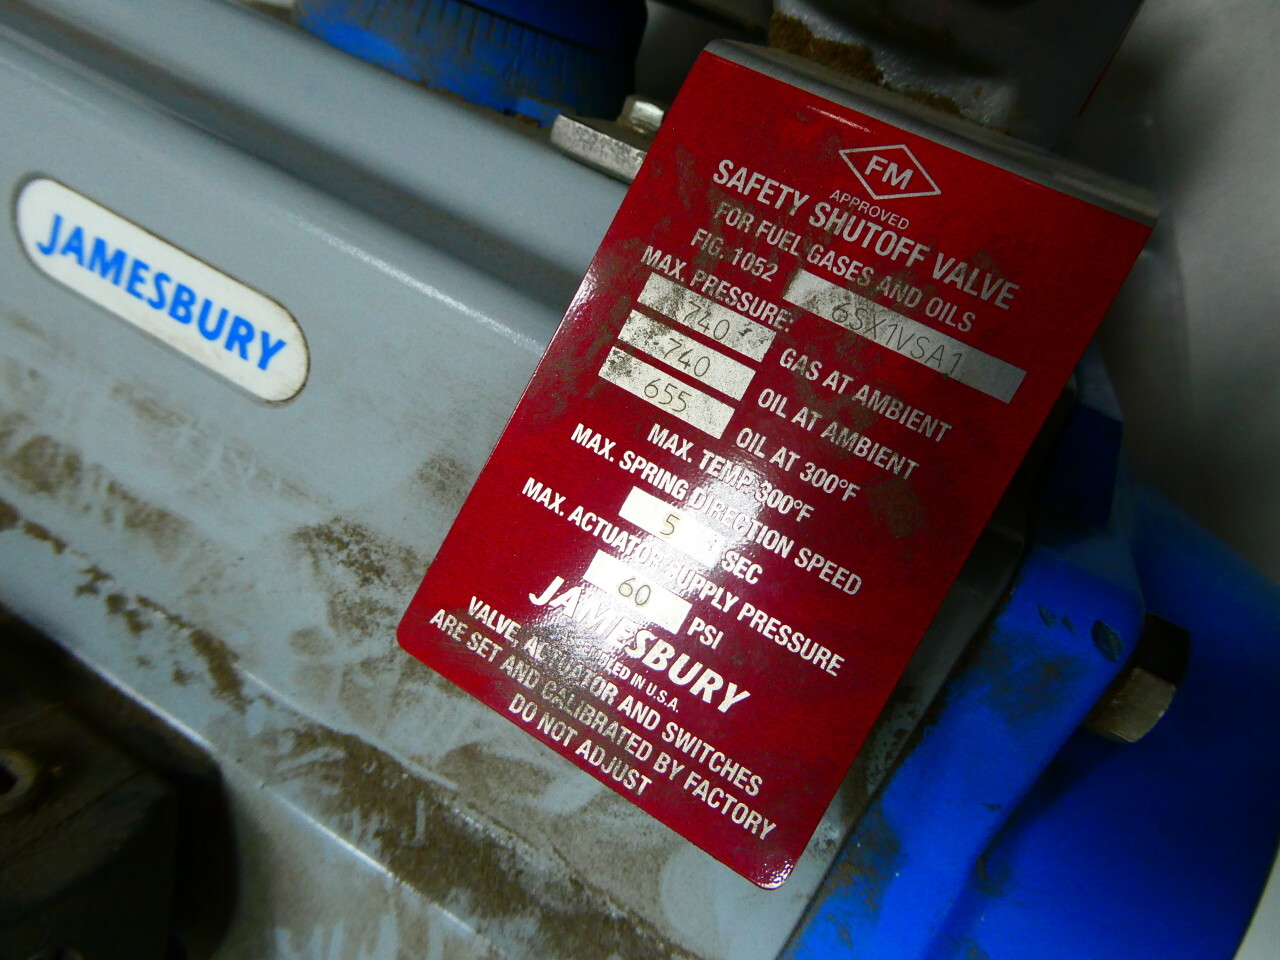 JAMESBURY
FM
APPROVED
SAFETY SHUTOFF VALVE
FOR FUEL GASES AND OILS
FIG. 1052 6SX1VSA1
MAX. PRESSURE:
740 GAS AT AMBIENT
740 OIL AT AMBIENT
655 OIL AT 300°F
MAX. TEMP 300°F
MAX. SPRING DIRECTION SPEED
5 SEC
MAX. ACTUATOR SUPPLY PRESSURE
60 PSI
JAMESBURY
IN U.S.A.
VALVE, ACTUATOR AND SWITCHES
ARE SET AND CALIBRATED BY FACTORY
DO NOT ADJUST